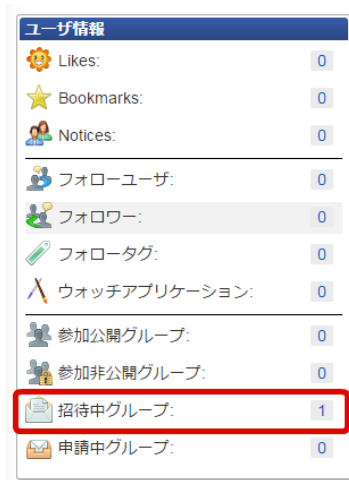 ユーザ情報
Likes: 0
Bookmarks: 0
Notices: 0
フォローユーザ: 0
フォロワー: 0
フォロータグ: 0
ウォッチアプリケーション: 0
参加公開グループ: 0
参加非公開グループ: 0
招待中グループ: 1
申請中グループ: 0